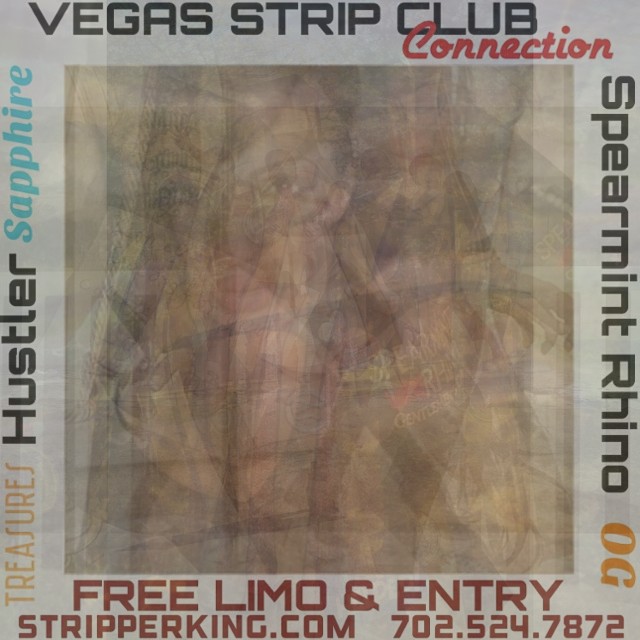 VEGAS STRIP CLUB
Connection
Sapphire
Hustler
TREASURES
Spearmint Rhino
OG
FREE LIMO & ENTRY
STRIPPERKING.COM 702.524.7872